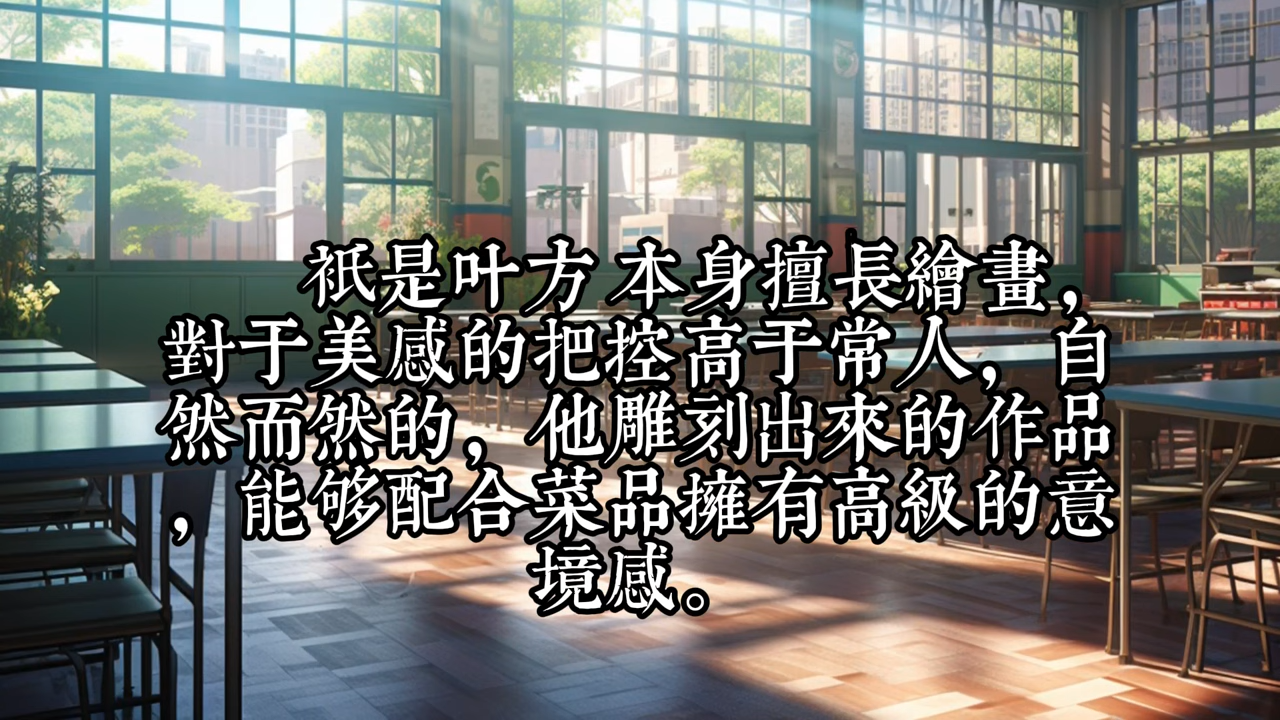 衹是叶方本身擅長繪畫，
對于美感的把控高于常人，自
然而然的，他雕刻出來的作品
，能够配合菜品擁有高級的意
境感。